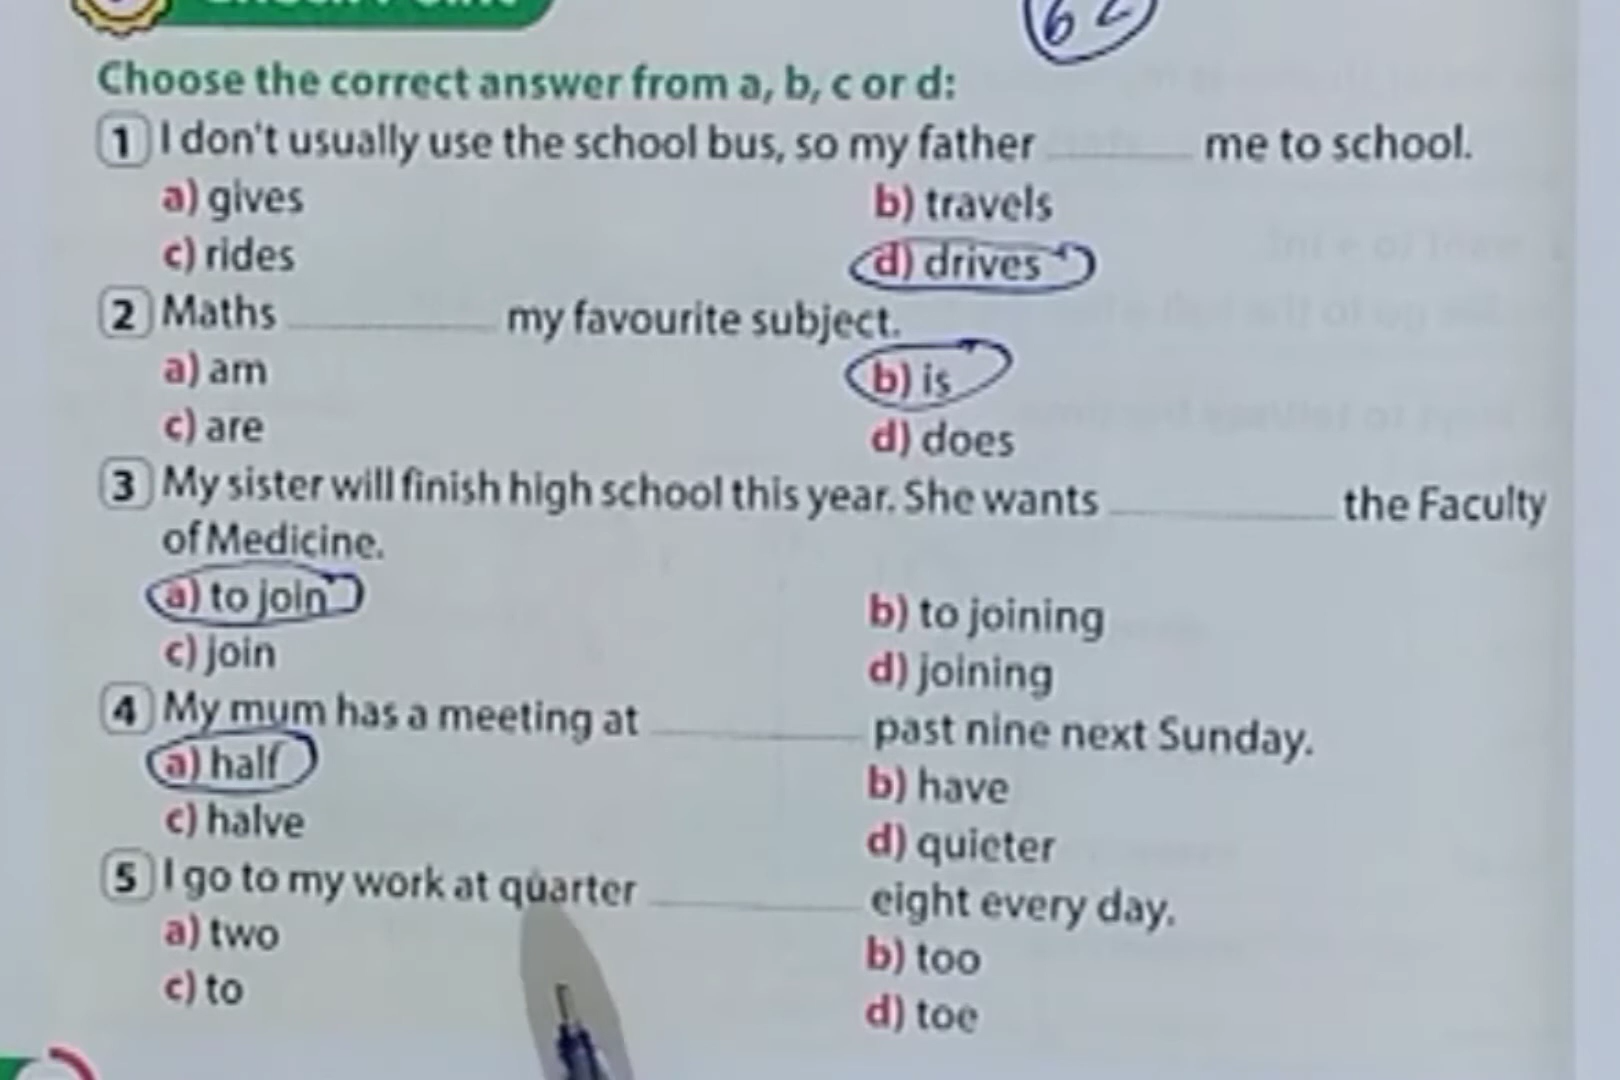 62
Choose the correct answer from a, b, c or d:
1 I don't usually use the school bus, so my father ________ me to school.
a) gives b) travels
c) rides d) drives
2 Maths ________ my favourite subject.
a) am b) is
c) are d) does
3 My sister will finish high school this year. She wants ________ the Faculty
of Medicine.
a) to join b) to joining
c) join d) joining
4 My mum has a meeting at ________ past nine next Sunday.
a) half b) have
c) halve d) quieter
5 I go to my work at quarter ________ eight every day.
a) two b) too
c) to d) toe